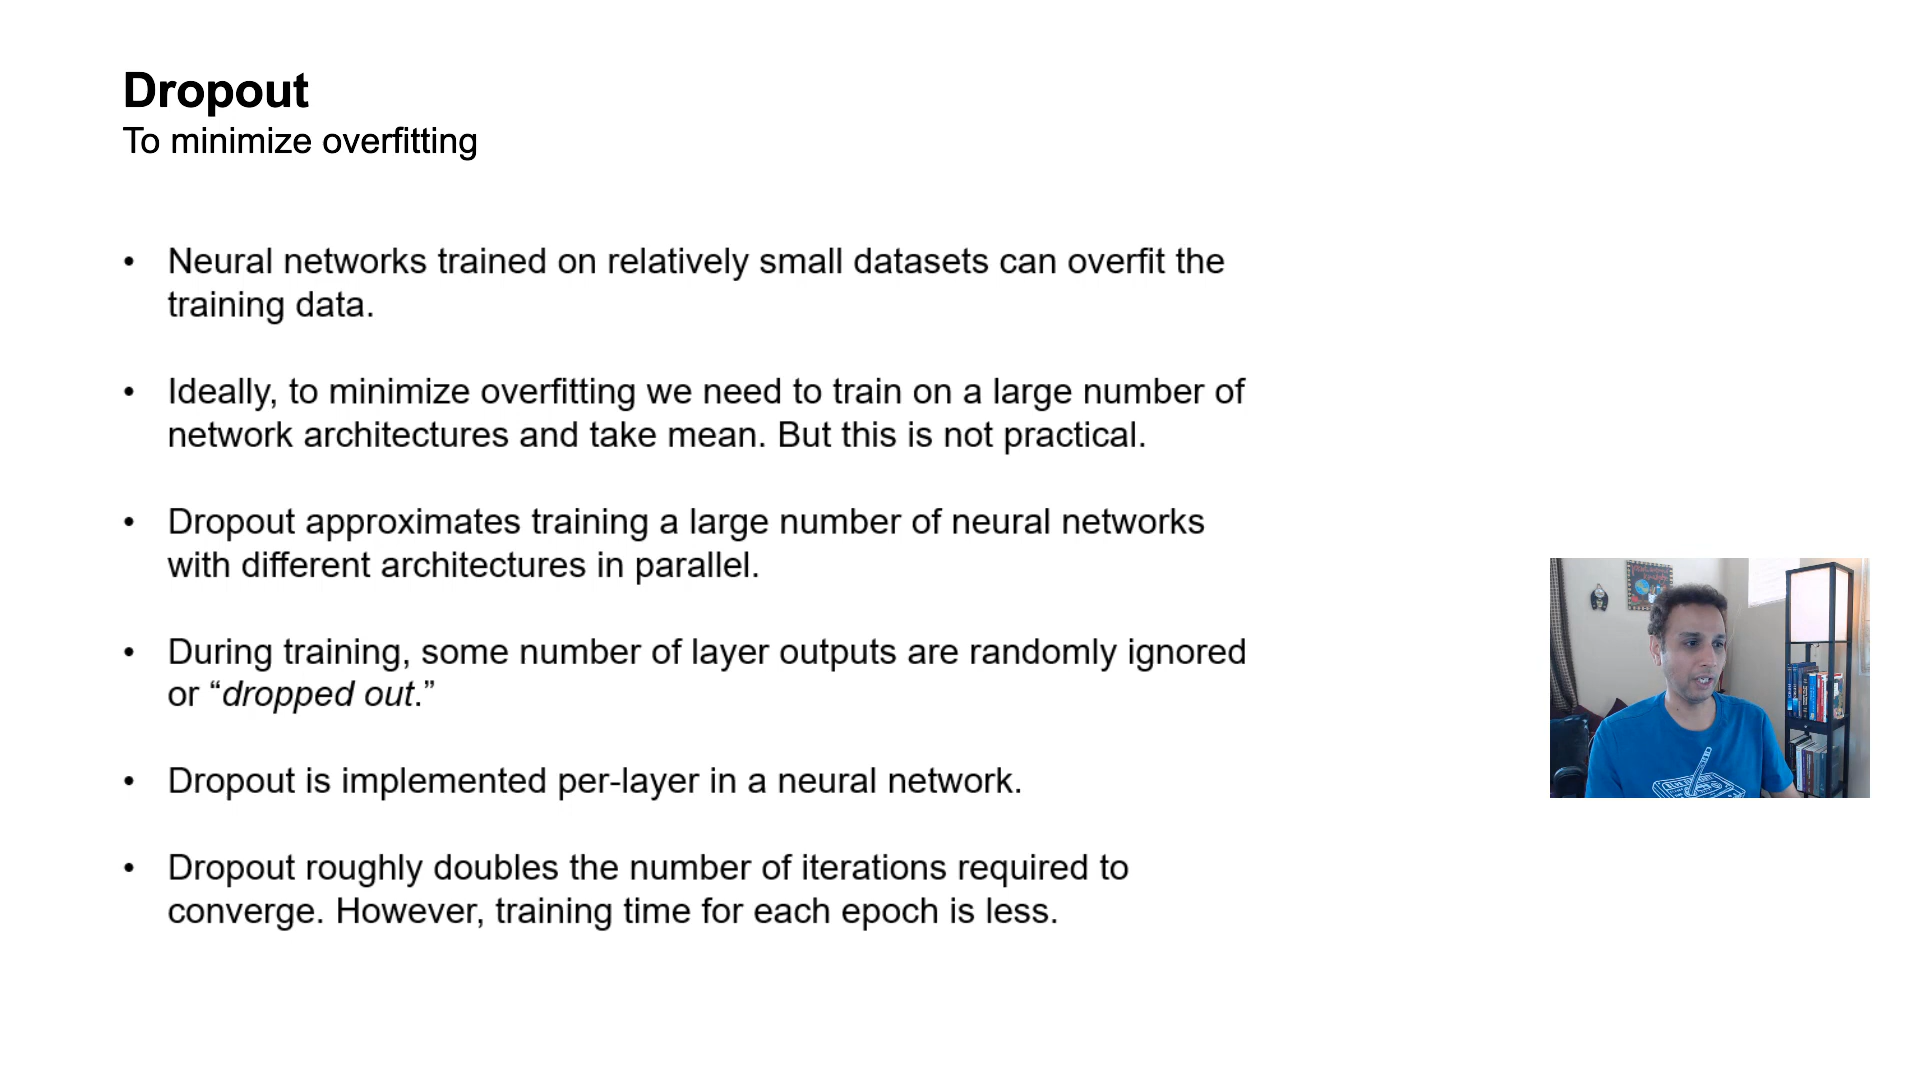 Dropout
To minimize overfitting
• Neural networks trained on relatively small datasets can overfit the
training data.
• Ideally, to minimize overfitting we need to train on a large number of
network architectures and take mean. But this is not practical.
• Dropout approximates training a large number of neural networks
with different architectures in parallel.
• During training, some number of layer outputs are randomly ignored
or “dropped out.”
• Dropout is implemented per-layer in a neural network.
• Dropout roughly doubles the number of iterations required to
converge. However, training time for each epoch is less.